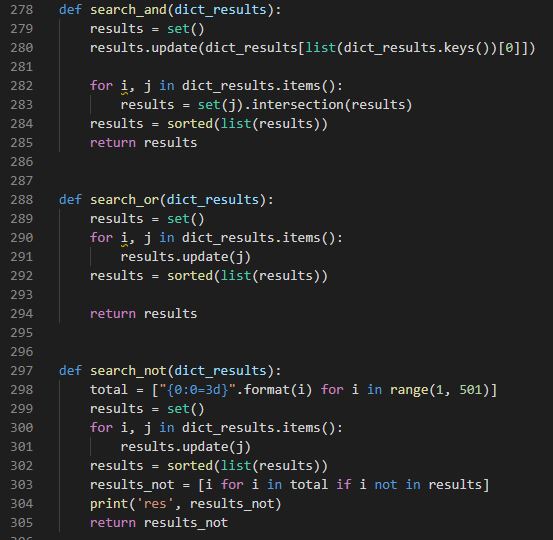 278 def search_and(dict_results):
279     results = set()
280     results.update(dict_results[list(dict_results.keys())[0]])
281
282     for i, j in dict_results.items():
283         results = set(j).intersection(results)
284     results = sorted(list(results))
285     return results
286
287
288 def search_or(dict_results):
289     results = set()
290     for i, j in dict_results.items():
291         results.update(j)
292     results = sorted(list(results))
293
294     return results
295
296
297 def search_not(dict_results):
298     total = ["{0:0=3d}".format(i) for i in range(1, 501)]
299     results = set()
300     for i, j in dict_results.items():
301         results.update(j)
302     results = sorted(list(results))
303     results_not = [i for i in total if i not in results]
304     print('res', results_not)
305     return results_not